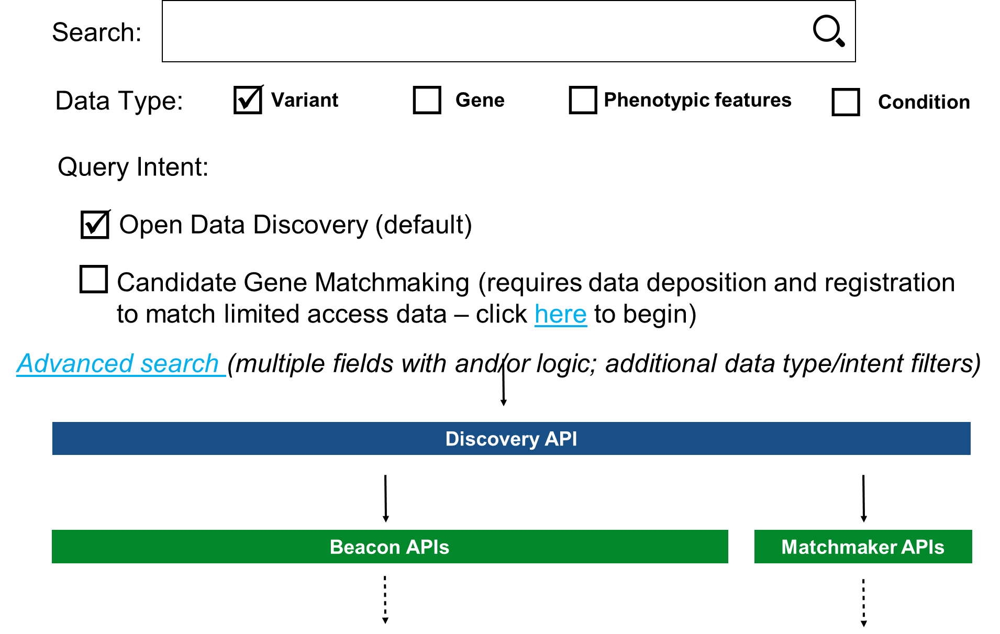 Search:
Data Type: Variant Gene Phenotypic features Condition
Query Intent:
Open Data Discovery (default)
Candidate Gene Matchmaking (requires data deposition and registration
to match limited access data – click here to begin)
Advanced search (multiple fields with and/or logic; additional data type/intent filters)
Discovery API
Beacon APIs Matchmaker APIs